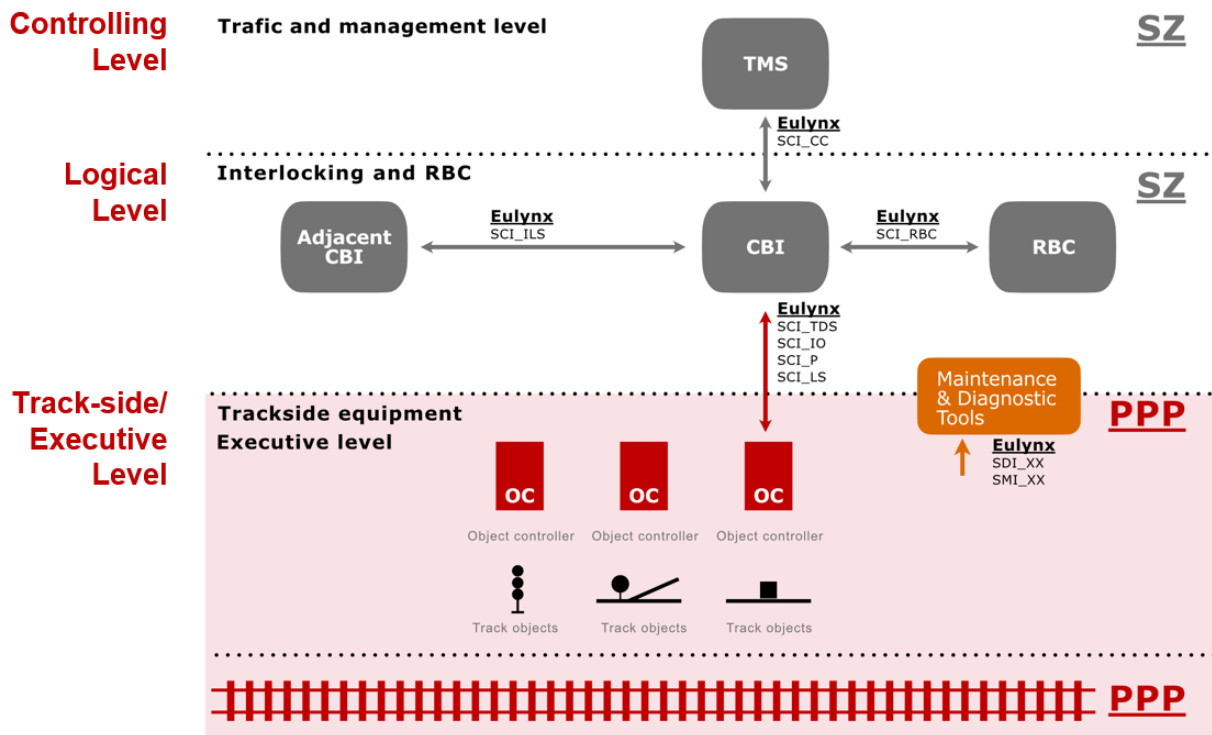 Controlling
Level
Trafic and management level
SZ
TMS
Eulynx
SCI_CC
Logical
Level
Interlocking and RBC
SZ
Adjacent
CBI
Eulynx
SCI_ILS
CBI
Eulynx
SCI_RBC
RBC
Eulynx
SCI_TDS
SCI_IO
SCI_P
SCI_LS
Track-side/
Executive
Level
Trackside equipment
Executive level
Maintenance
& Diagnostic
Tools
PPP
Eulynx
SDI_XX
SMI_XX
OC
OC
OC
Object controller
Object controller
Object controller
Track objects
Track objects
Track objects
PPP